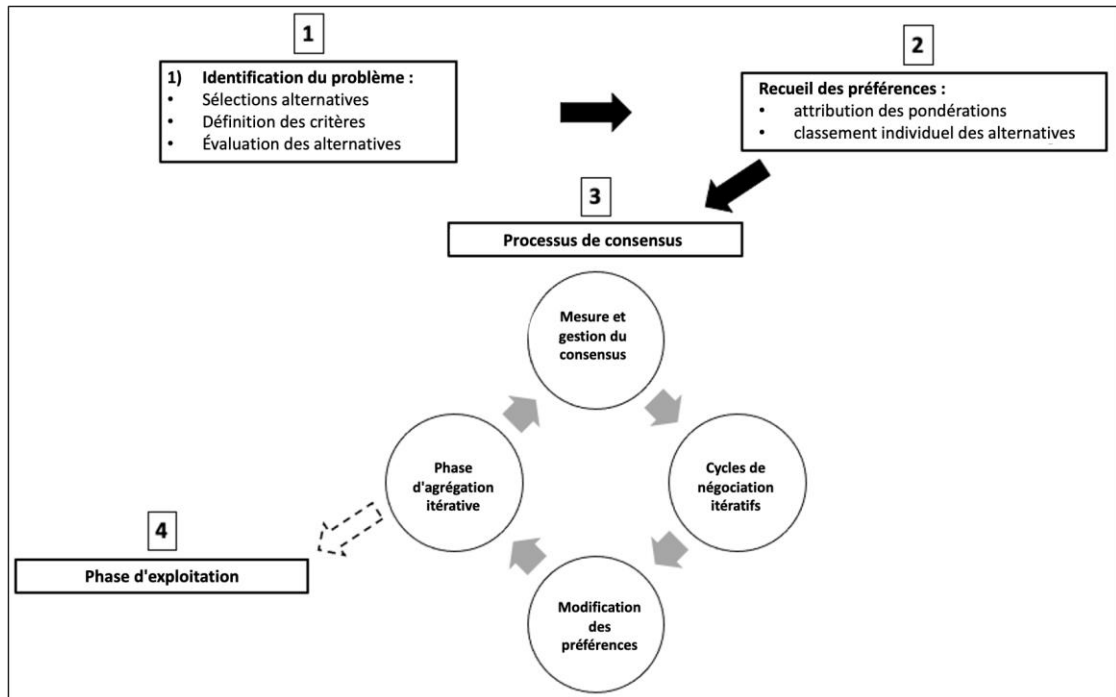 1
1) Identification du problème :
• Sélections alternatives
• Définition des critères
• Évaluation des alternatives
2
Recueil des préférences :
• attribution des pondérations
• classement individuel des alternatives
3
Processus de consensus
Mesure et
gestion du
consensus
Cycles de
négociation
itératifs
Modification
des
préférences
Phase
d'agrégation
itérative
4
Phase d'exploitation